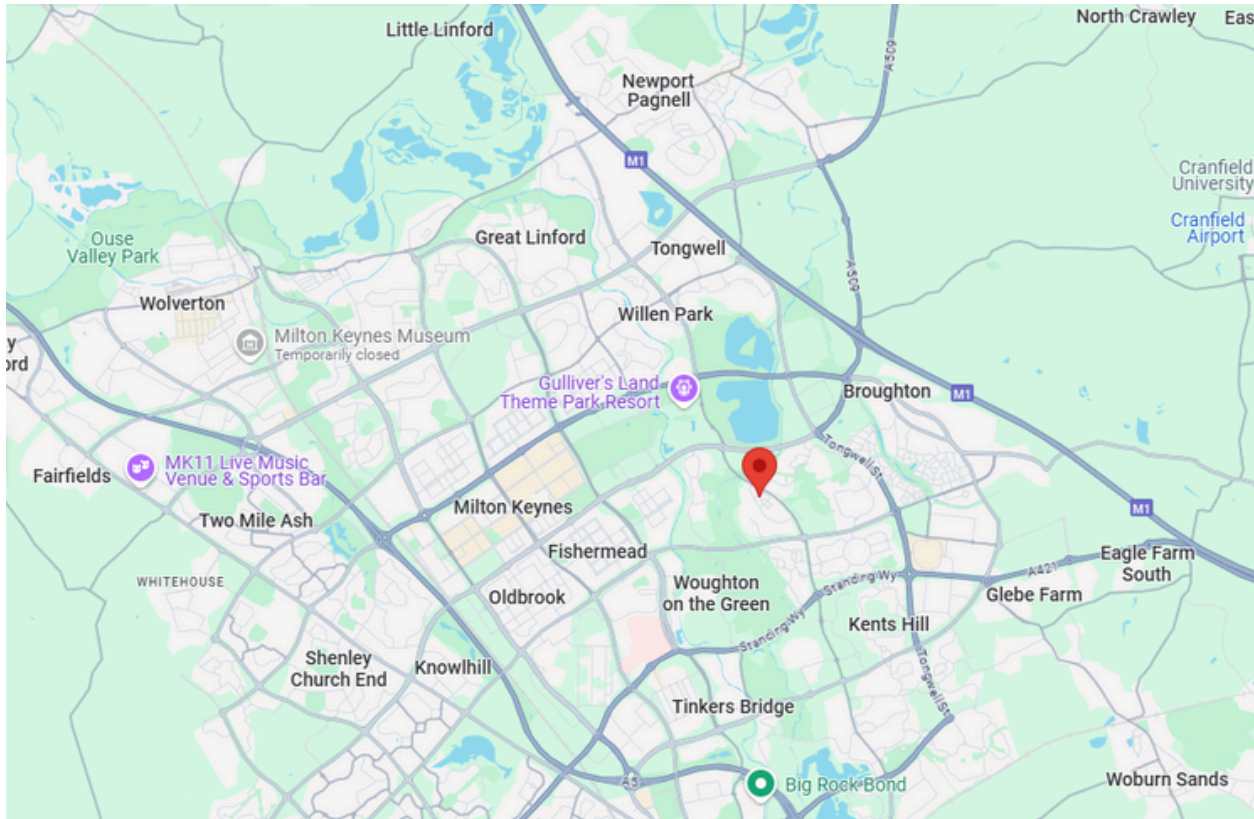 Little Linford
North Crawley
Eas
A509
Newport
Pagnell
M1
Cranfield
University
Cranfield
Airport
Ouse
Valley Park
Great Linford
Tongwell
A509
Wolverton
Willen Park
Milton Keynes Museum
Temporarily closed
y
ord
Gulliver's Land
Theme Park Resort
Broughton
M1
Tongwell St
MK11 Live Music
Venue & Sports Bar
Fairfields
Milton Keynes
Two Mile Ash
M1
Fishermead
Eagle Farm
South
WHITEHOUSE
Woughton
on the Green
Standing Wy
A421
Glebe Farm
Oldbrook
Standing Wy
Kents Hill
Shenley
Church End
Knowlhill
Tongwell St
Tinkers Bridge
A5
Big Rock Bond
Woburn Sands